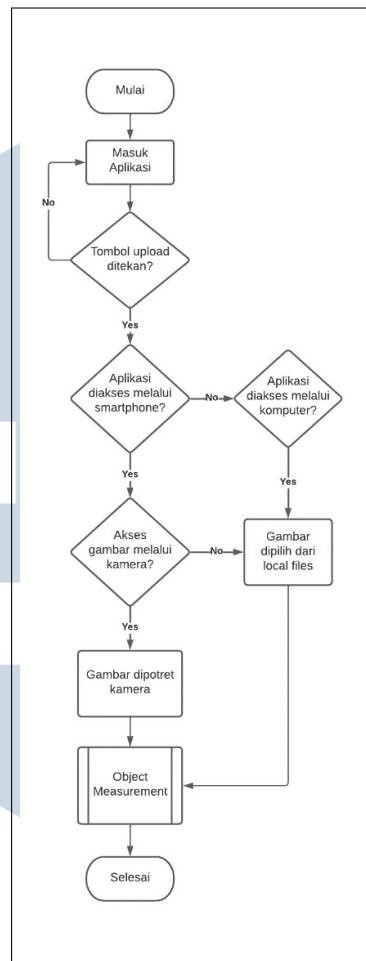 Mulai
Masuk
Aplikasi
No
Tombol upload
ditekan?
Yes
Aplikasi
diakses melalui
smartphone?
No
Aplikasi
diakses melalui
komputer?
Yes
Yes
Akses
gambar melalui
kamera?
No
Gambar
dipilih dari
local files
Yes
Gambar dipotret
kamera
Object
Measurement
Selesai